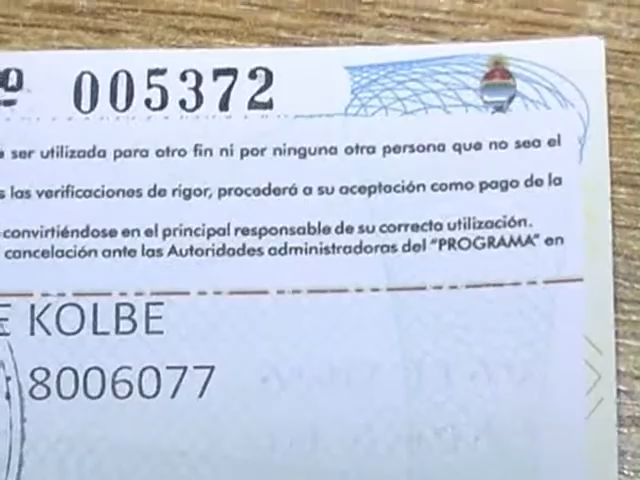 º 005372
ser utilizada para otro fin ni por ninguna otra persona que no sea el
s las verificaciones de rigor, procederá a su aceptación como pago de la
convirtiéndose en el principal responsable de su correcta utilización.
cancelación ante las Autoridades administradoras del "PROGRAMA" en
E KOLBE
8006077